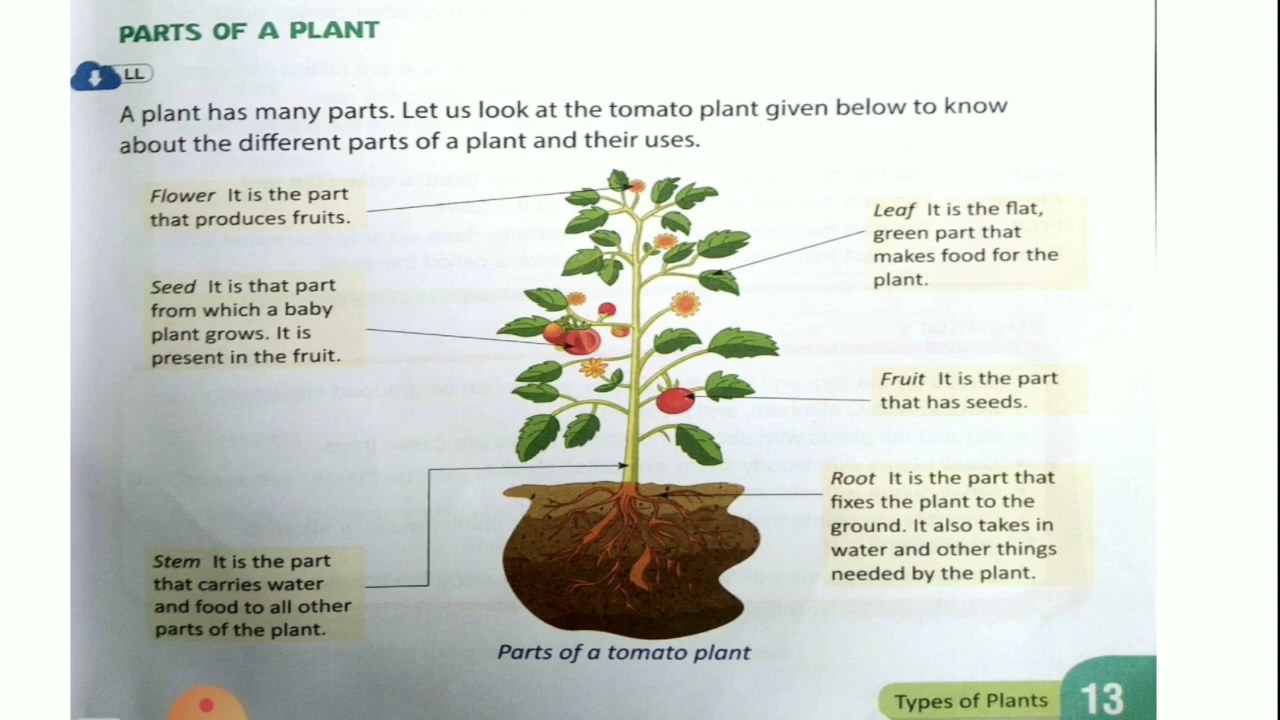 PARTS OF A PLANT
LL
A plant has many parts. Let us look at the tomato plant given below to know
about the different parts of a plant and their uses.
Flower It is the part
that produces fruits.
Seed It is that part
from which a baby
plant grows. It is
present in the fruit.
Stem It is the part
that carries water
and food to all other
parts of the plant.
Leaf It is the flat,
green part that
makes food for the
plant.
Fruit It is the part
that has seeds.
Root It is the part that
fixes the plant to the
ground. It also takes in
water and other things
needed by the plant.
Parts of a tomato plant
Types of Plants
13